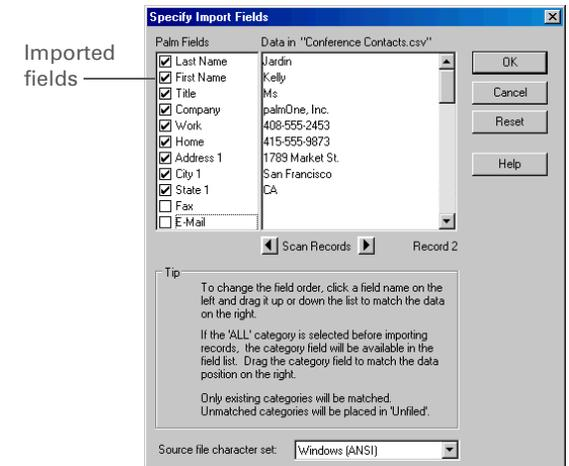 Specify Import Fields
Imported
fields
Palm Fields Data in "Conference Contacts.csv"
Last Name Jardin
First Name Kelly
Title Ms
Company palmOne, Inc.
Work 408-555-2453
Home 415-555-9873
Address 1 1789 Market St.
City 1 San Francisco
State 1 CA
Fax
E-Mail
OK
Cancel
Reset
Help
Scan Records Record 2
Tip
To change the field order, click a field name on the
left and drag it up or down the list to match the data
on the right.
If the 'ALL' category is selected before importing
records, the category field will be available in the
field list. Drag the category field to match the data
position on the right.
Only existing categories will be matched.
Unmatched categories will be placed in 'Unfiled'.
Source file character set: Windows (ANSI)